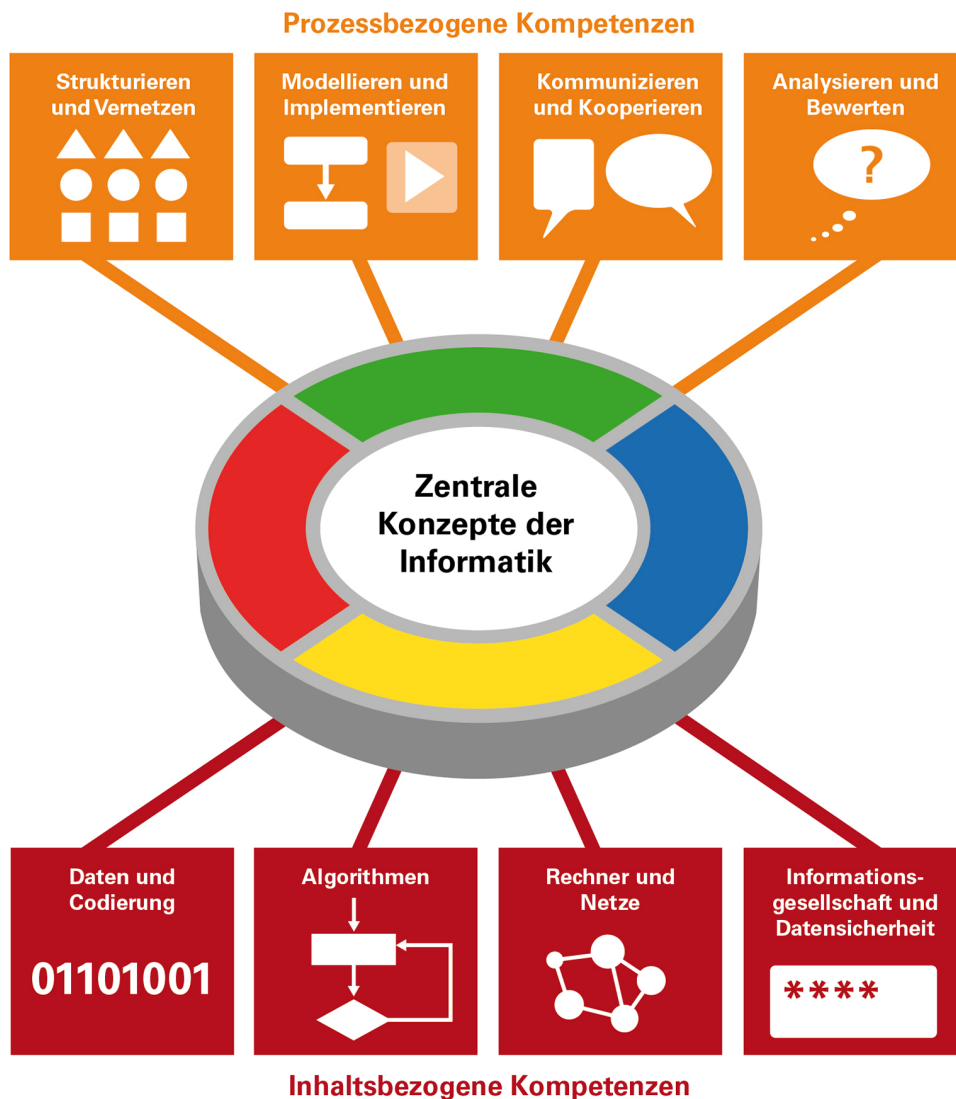 Prozessbezogene Kompetenzen
Strukturieren
und Vernetzen
Modellieren und
Implementieren
Kommunizieren
und Kooperieren
Analysieren und
Bewerten
?
Zentrale
Konzepte der
Informatik
Daten und
Codierung
01101001
Algorithmen
Rechner und
Netze
Informations-
gesellschaft und
Datensicherheit
****
Inhaltsbezogene Kompetenzen